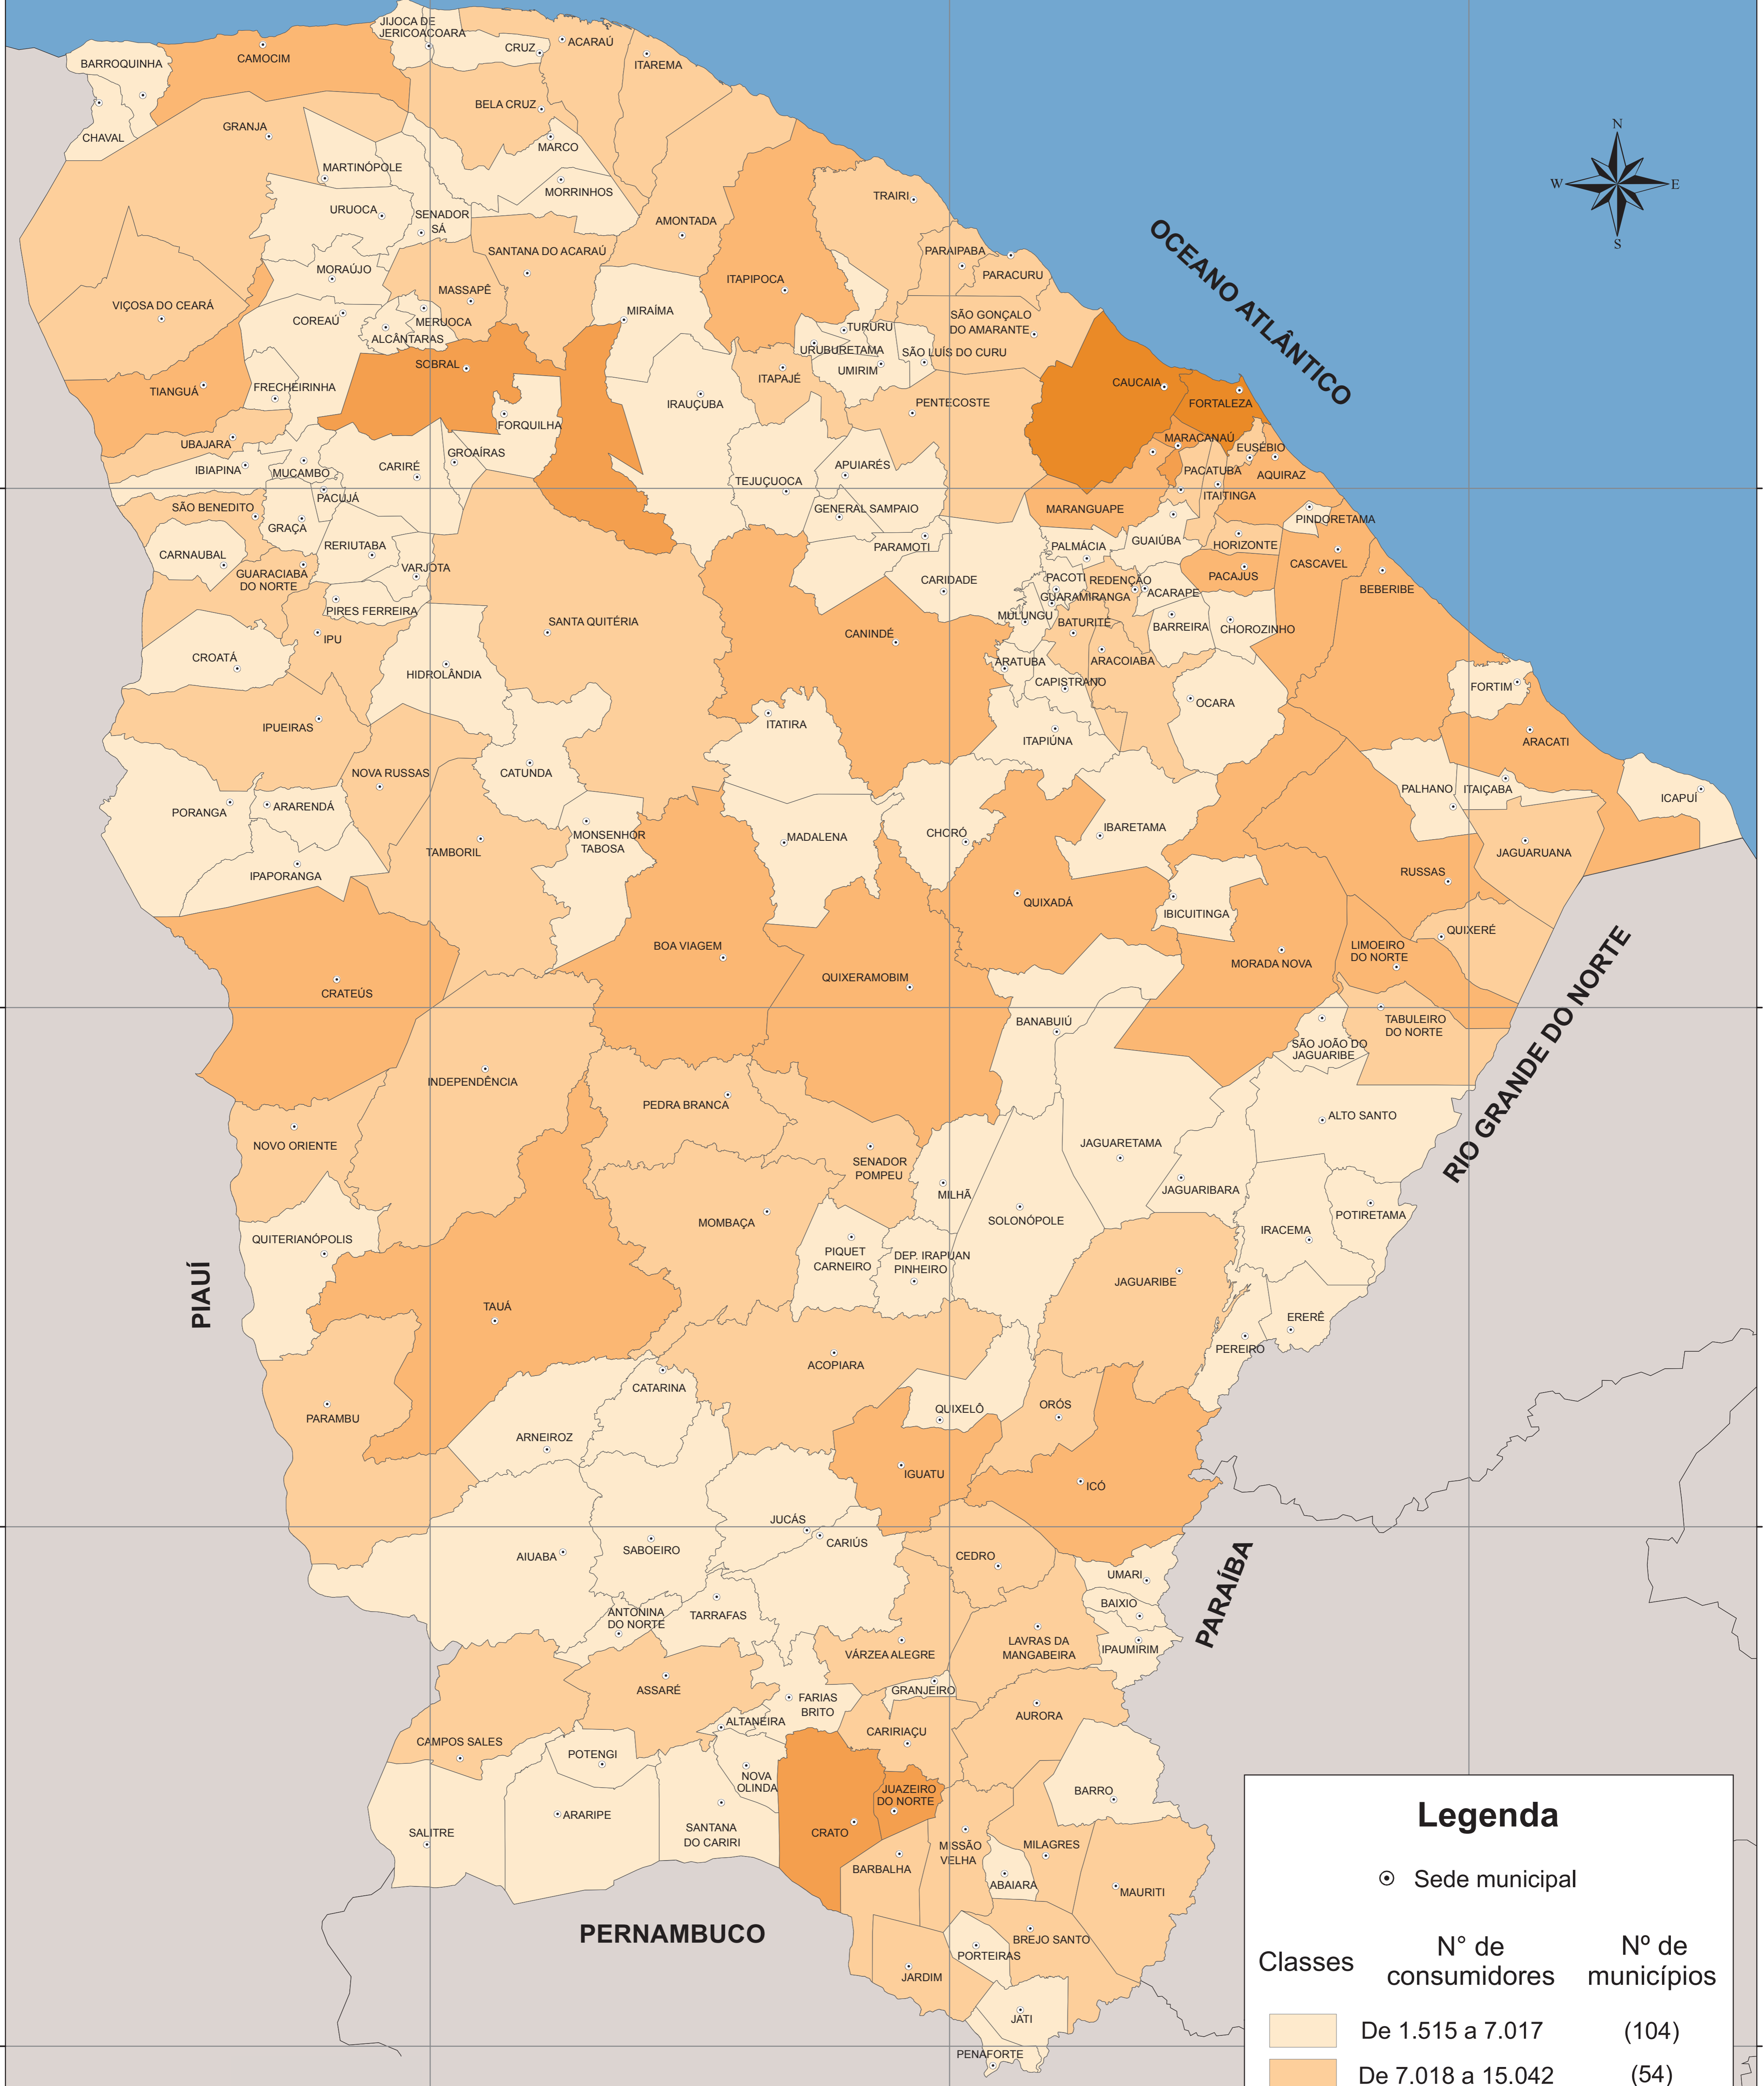 JIJOCA DE
JERICOACOARA
CRUZ
ACARAÚ
BARROQUINHA
CAMOCIM
ITAREMA
BELA CRUZ
CHAVAL
GRANJA
MARCO
MARTINÓPOLE
MORRINHOS
TRAIRI
URUOCA
SENADOR
SÁ
AMONTADA
N
W
E
S
OCEANO ATLÂNTICO
SANTANA DO ACARAÚ
PARAIPABA
PARACURU
MORAÚJO
ITAPIPOCA
MASSAPÊ
VIÇOSA DO CEARÁ
MIRAÍMA
COREAÚ
MERUOCA
ALCÂNTARAS
TURURU
SÃO GONÇALO
DO AMARANTE
URUBURETAMA
SÃO LUÍS DO CURU
UMIRIM
SOBRAL
ITAPAJÉ
CAUCAIA
TIANGUÁ
FRECHEIRINHA
IRAUÇUBA
PENTECOSTE
FORTALEZA
FORQUILHA
UBAJARA
MARACANAÚ
EUSÉBIO
GROAÍRAS
IBIAPINA
MUCAMBO
CARIRÉ
APUIARÉS
PACATUBA
AQUIRAZ
TEJUÇUOCA
PACUJÁ
ITAITINGA
SÃO BENEDITO
GENERAL SAMPAIO
MARANGUAPE
PINDORETAMA
GRAÇA
CARNAUBAL
RERIUTABA
PARAMOTI
PALMÁCIA
GUAIÚBA
HORIZONTE
GUARACIABA
DO NORTE
VARJOTA
CARIDADE
PACOTI
REDENÇÃO
PACAJUS
CASCAVEL
BEBERIBE
GUARAMIRANGA
ACARAPE
PIRES FERREIRA
MULUNGU
BATURITÉ
BARREIRA
CHOROZINHO
IPU
SANTA QUITÉRIA
CANINDÉ
CROATÁ
HIDROLÂNDIA
ARATUBA
ARACOIABA
CAPISTRANO
FORTIM
OCARA
IPUEIRAS
ITATIRA
ITAPIÚNA
ARACATI
NOVA RUSSAS
CATUNDA
PALHANO
ITAIÇABA
ICAPUÍ
PORANGA
ARARENDÁ
MONSENHOR
TABOSA
MADALENA
CHORÓ
IBARETAMA
TAMBORIL
JAGUARUANA
IPAPORANGA
RUSSAS
QUIXADÁ
IBICUITINGA
QUIXERÉ
BOA VIAGEM
LIMOEIRO
DO NORTE
MORADA NOVA
CRATEÚS
QUIXERAMOBIM
RIO GRANDE DO NORTE
BANABUIÚ
TABULEIRO
DO NORTE
SÃO JOÃO DO
JAGUARIBE
INDEPENDÊNCIA
PEDRA BRANCA
ALTO SANTO
NOVO ORIENTE
JAGUARETAMA
SENADOR
POMPEU
MILHÃ
JAGUARIBARA
MOMBAÇA
SOLONÓPOLE
POTIRETAMA
IRACEMA
QUITERIANÓPOLIS
PIQUET
CARNEIRO
DEP. IRAPUAN
PINHEIRO
PIAUÍ
JAGUARIBE
TAUÁ
ERERÊ
PEREIRO
ACOPIARA
CATARINA
PARAMBU
QUIXELÔ
ORÓS
ARNEIROZ
IGUATU
ICÓ
JUCÁS
CARIÚS
SABOEIRO
AIUABA
CEDRO
PARAÍBA
UMARI
BAIXIO
ANTONINA
DO NORTE
TARRAFAS
LAVRAS DA
MANGABEIRA
IPAUMIRIM
VÁRZEA ALEGRE
ASSARÉ
GRANJEIRO
FARIAS
BRITO
ALTANEIRA
AURORA
CARIRIAÇU
CAMPOS SALES
POTENGI
NOVA
OLINDA
JUAZEIRO
DO NORTE
BARRO
ARARIPE
SALITRE
SANTANA
DO CARIRI
CRATO
MISSÃO
VELHA
MILAGRES
BARBALHA
ABAIARA
MAURITI
PERNAMBUCO
BREJO SANTO
PORTEIRAS
JARDIM
JATI
PENAFORTE
Legenda
Sede municipal
Classes
N° de
consumidores
Nº de
municípios
De 1.515 a 7.017
(104)
De 7.018 a 15.042
(54)